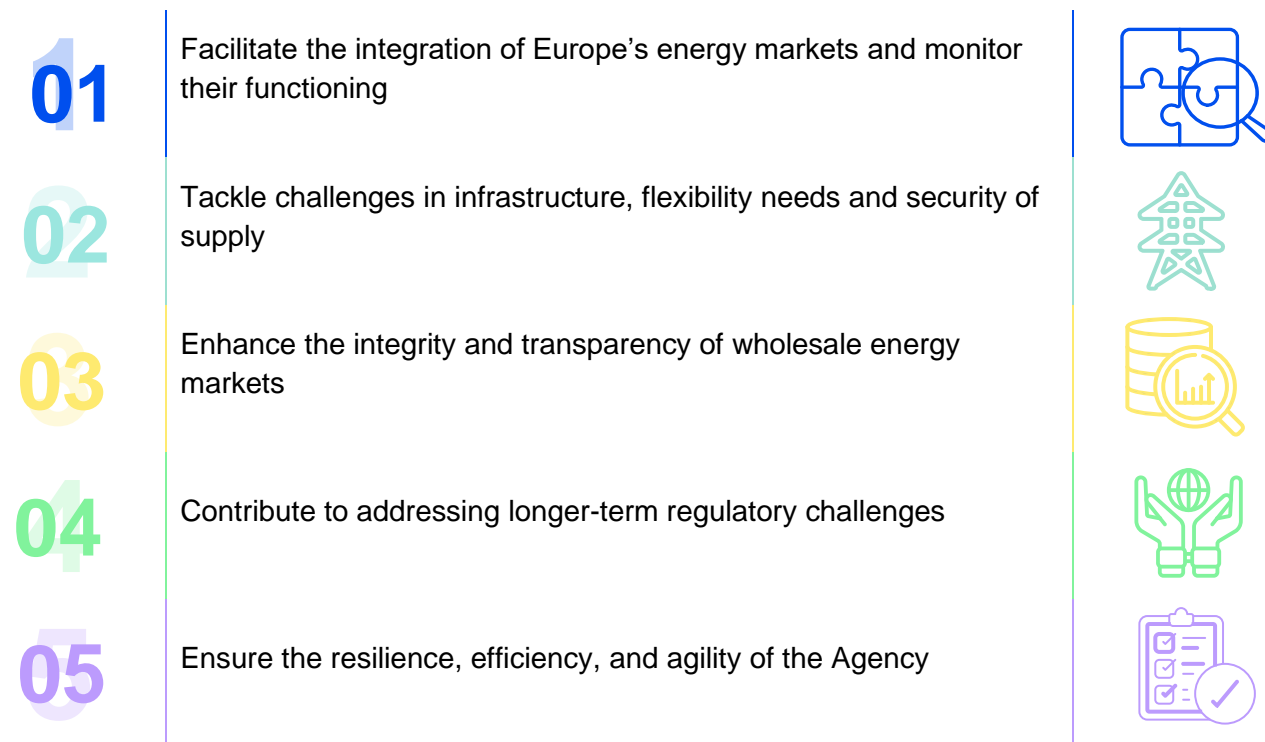 01
Facilitate the integration of Europe’s energy markets and monitor
their functioning
02
Tackle challenges in infrastructure, flexibility needs and security of
supply
03
Enhance the integrity and transparency of wholesale energy
markets
04
Contribute to addressing longer-term regulatory challenges
05
Ensure the resilience, efficiency, and agility of the Agency